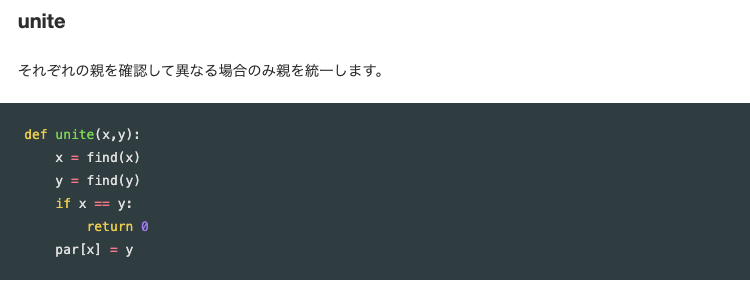 unite
それぞれの親を確認して異なる場合のみ親を統一します。
def unite(x,y):
    x = find(x)
    y = find(y)
    if x == y:
        return 0
    par[x] = y